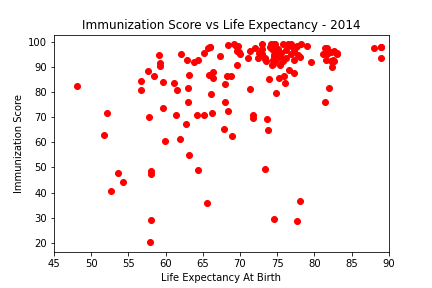 Immunization Score vs Life Expectancy - 2014
Immunization Score
100
90
80
70
60
50
40
30
20
45 50 55 60 65 70 75 80 85 90
Life Expectancy At Birth